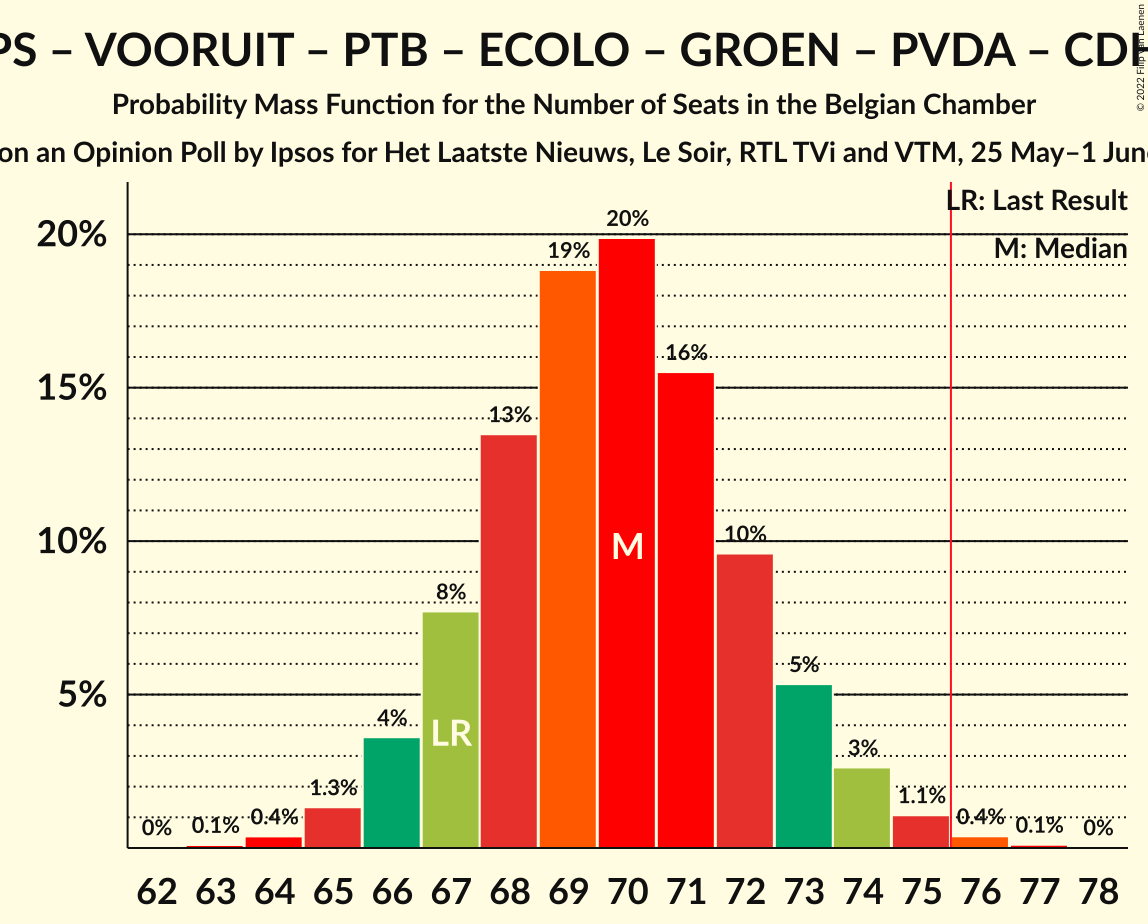 PS – VOORUIT – PTB – ECOLO – GROEN – PVDA –
Probability Mass Function for the Number of Seats in the Belgian Chamber
on an Opinion Poll by Ipsos for Het Laatste Nieuws, Le Soir, RTL TVi and VTM, 25 May–1 June
© 2022 Filip van Laenen
LR: Last Result
M: Median
20%
15%
10%
5%
0%
0.1%
0.4%
1.3%
4%
8%
13%
19%
20%
16%
10%
5%
3%
1.1%
0.4%
0.1%
0%
LR
M
62 63 64 65 66 67 68 69 70 71 72 73 74 75 76 77 78